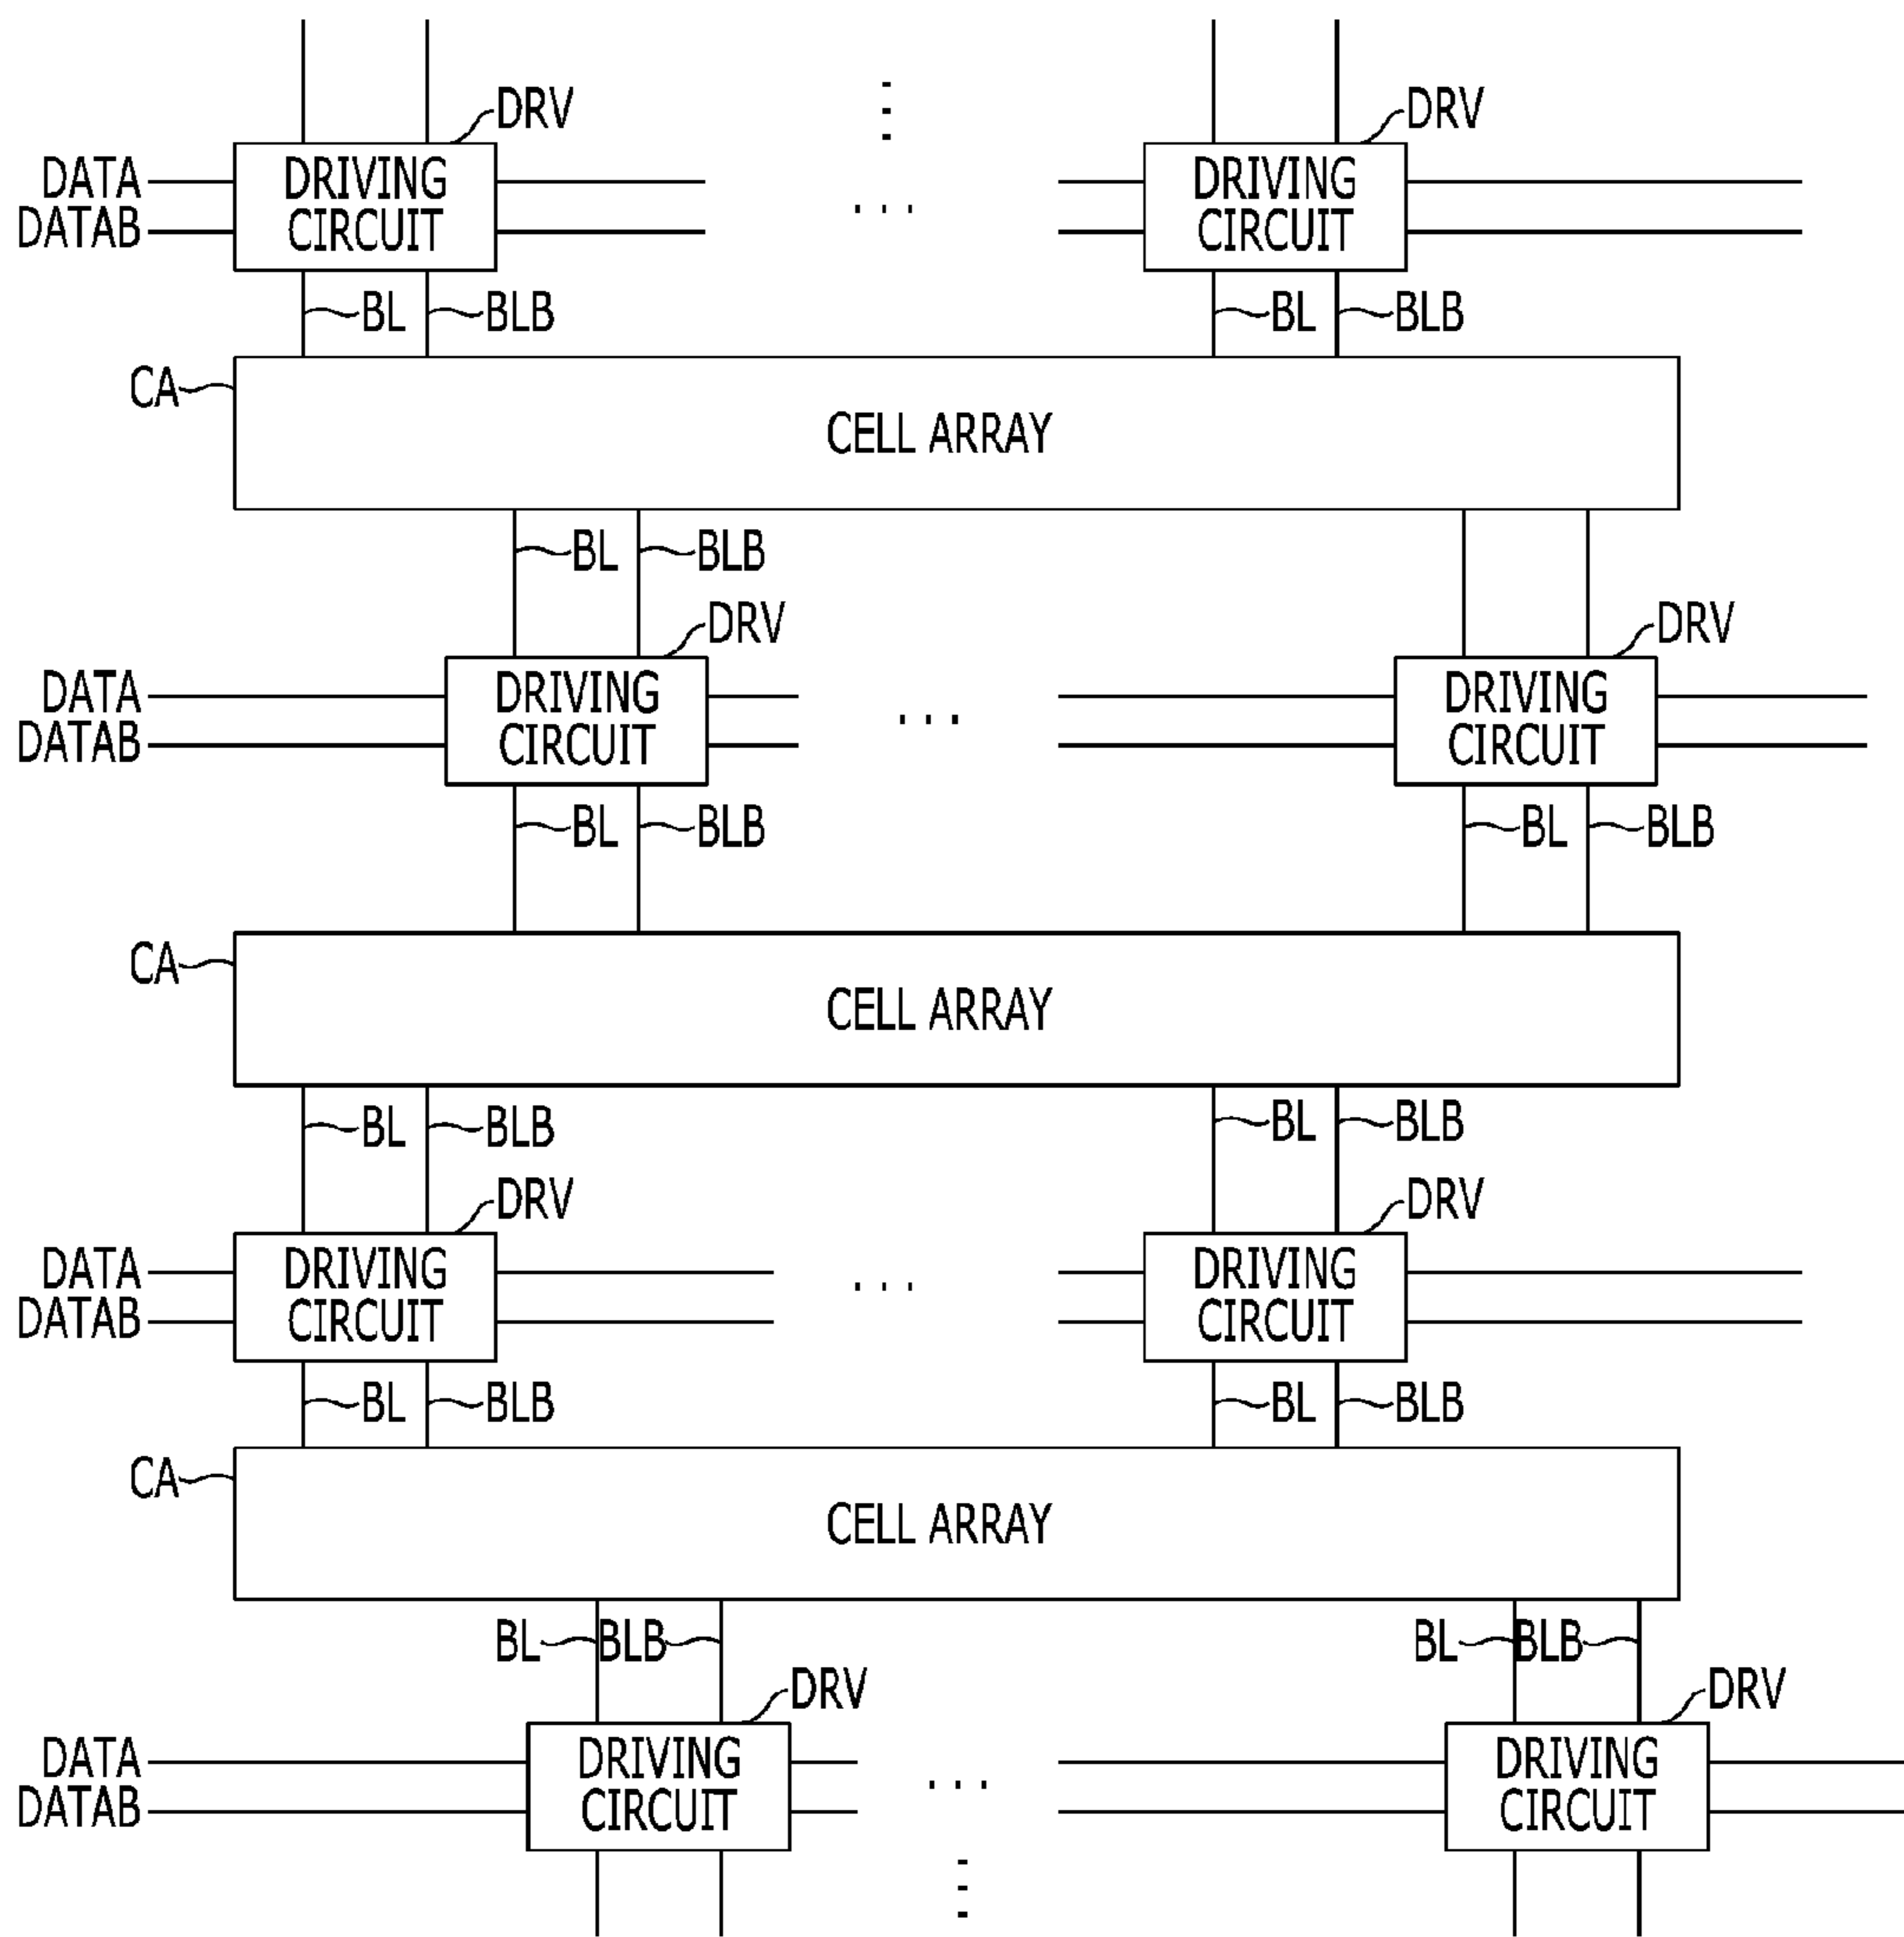 DRV DRV
DATA DRIVING DRIVING
DATAB CIRCUIT CIRCUIT
BL BLB BL BLB
CA
CELL ARRAY
BL BLB
DRV DRV
DATA DRIVING DRIVING
DATAB CIRCUIT CIRCUIT
BL BLB BL BLB
CA
CELL ARRAY
BL BLB BL BLB
DRV DRV
DATA DRIVING DRIVING
DATAB CIRCUIT CIRCUIT
BL BLB BL BLB
CA
CELL ARRAY
BL BLB BL BLB
DRV DRV
DATA DRIVING DRIVING
DATAB CIRCUIT CIRCUIT